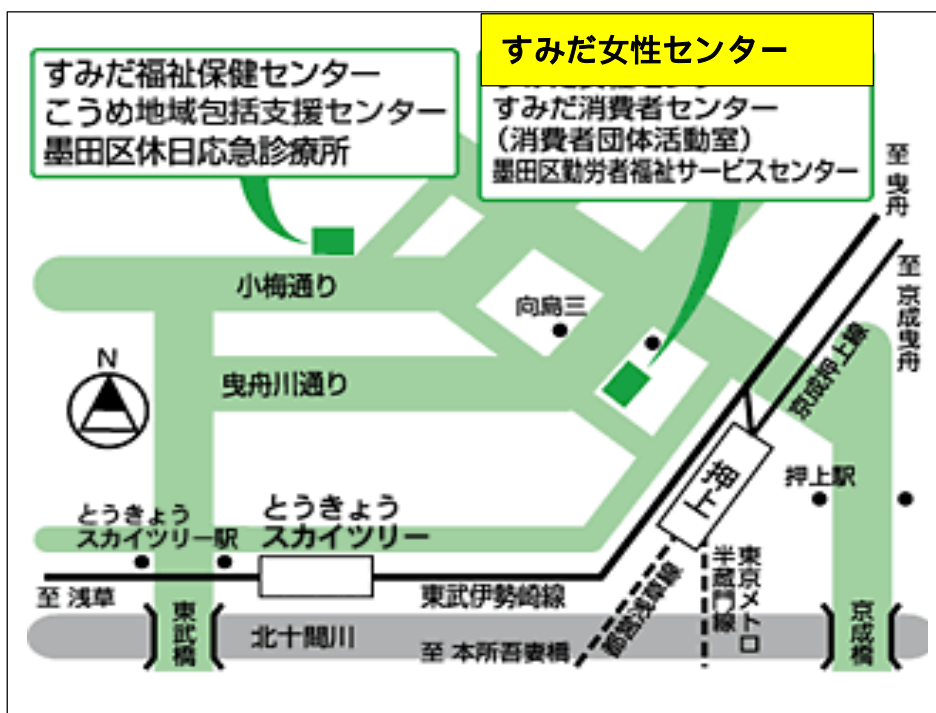 すみだ女性センター
すみだ福祉保健センター
こうめ地域包括支援センター
墨田区休日応急診療所
すみだ消費者センター
（消費者団体活動室）
墨田区勤労者福祉サービスセンター
至 曳舟
至 京成曳舟
小梅通り
向島三
N
曳舟川通り
京成押上線
押上
押上駅
とうきょう
スカイツリー駅
とうきょう
スカイツリー
至 浅草
東武伊勢崎線
都営浅草線
東京メトロ
半蔵門線
東武橋
北十間川
至 本所吾妻橋
京成橋